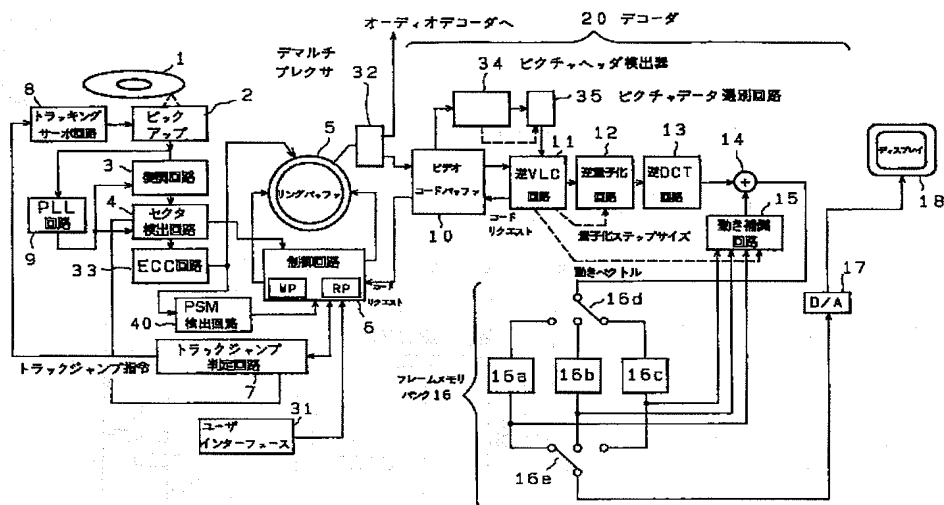 オーディオデコーダへ
20 デコーダ
デマルチ
プレクサ
32
34 ピクチャヘッダ検出器
35 ピクチャデータ選別回路
1
8
トラッキング
サーボ回路
2
ピック
アップ
5
リングバッファ
3
復調回路
4
セクタ
検出回路
PLL
回路
9
33
ECC回路
ビデオ
コードバッファ
10
11
逆VLC
回路
12
逆量子化
回路
13
逆DCT
回路
14
+
15
動き補償
回路
コード
リクエスト
量子化ステップサイズ
動きベクトル
ディスプレイ
18
17
D/A
制御回路
WP
RP
コード
リクエスト
6
PSM
検出回路
40
トラックジャンプ指令
トラックジャンプ
判定回路
7
31
ユーザ
インターフェース
フレームメモリ
バンク16
16d
16a
16b
16c
16e